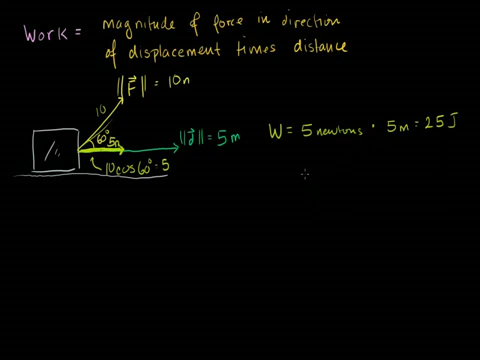 Work = magnitude of force in direction
of displacement times distance
||F⃗|| = 10n
10
60° 5n
||d⃗|| = 5m
10cos60° = 5
W = 5 newtons · 5m = 25J